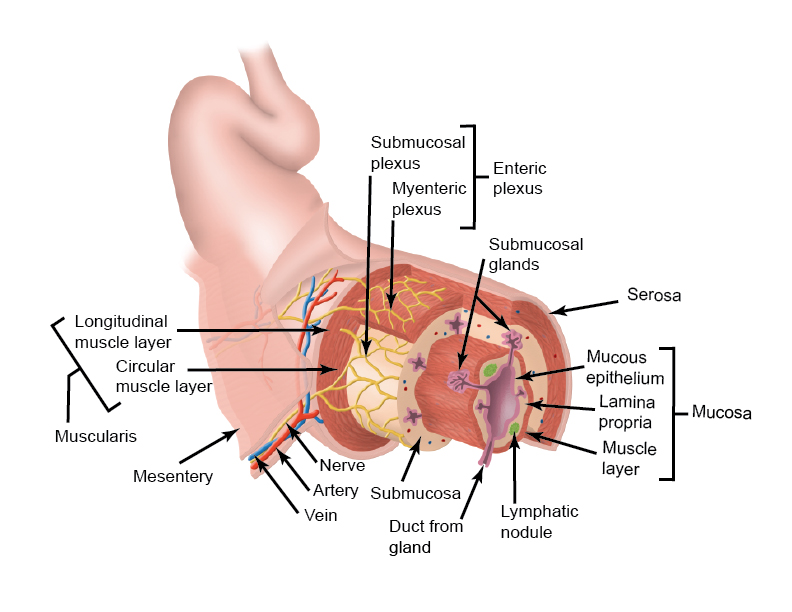 Submucosal
plexus
Myenteric
plexus
Enteric
plexus
Submucosal
glands
Serosa
Longitudinal
muscle layer
Circular
muscle layer
Muscularis
Mesentery
Nerve
Artery
Vein
Submucosa
Duct from
gland
Lymphatic
nodule
Mucous
epithelium
Lamina
propria
Muscle
layer
Mucosa